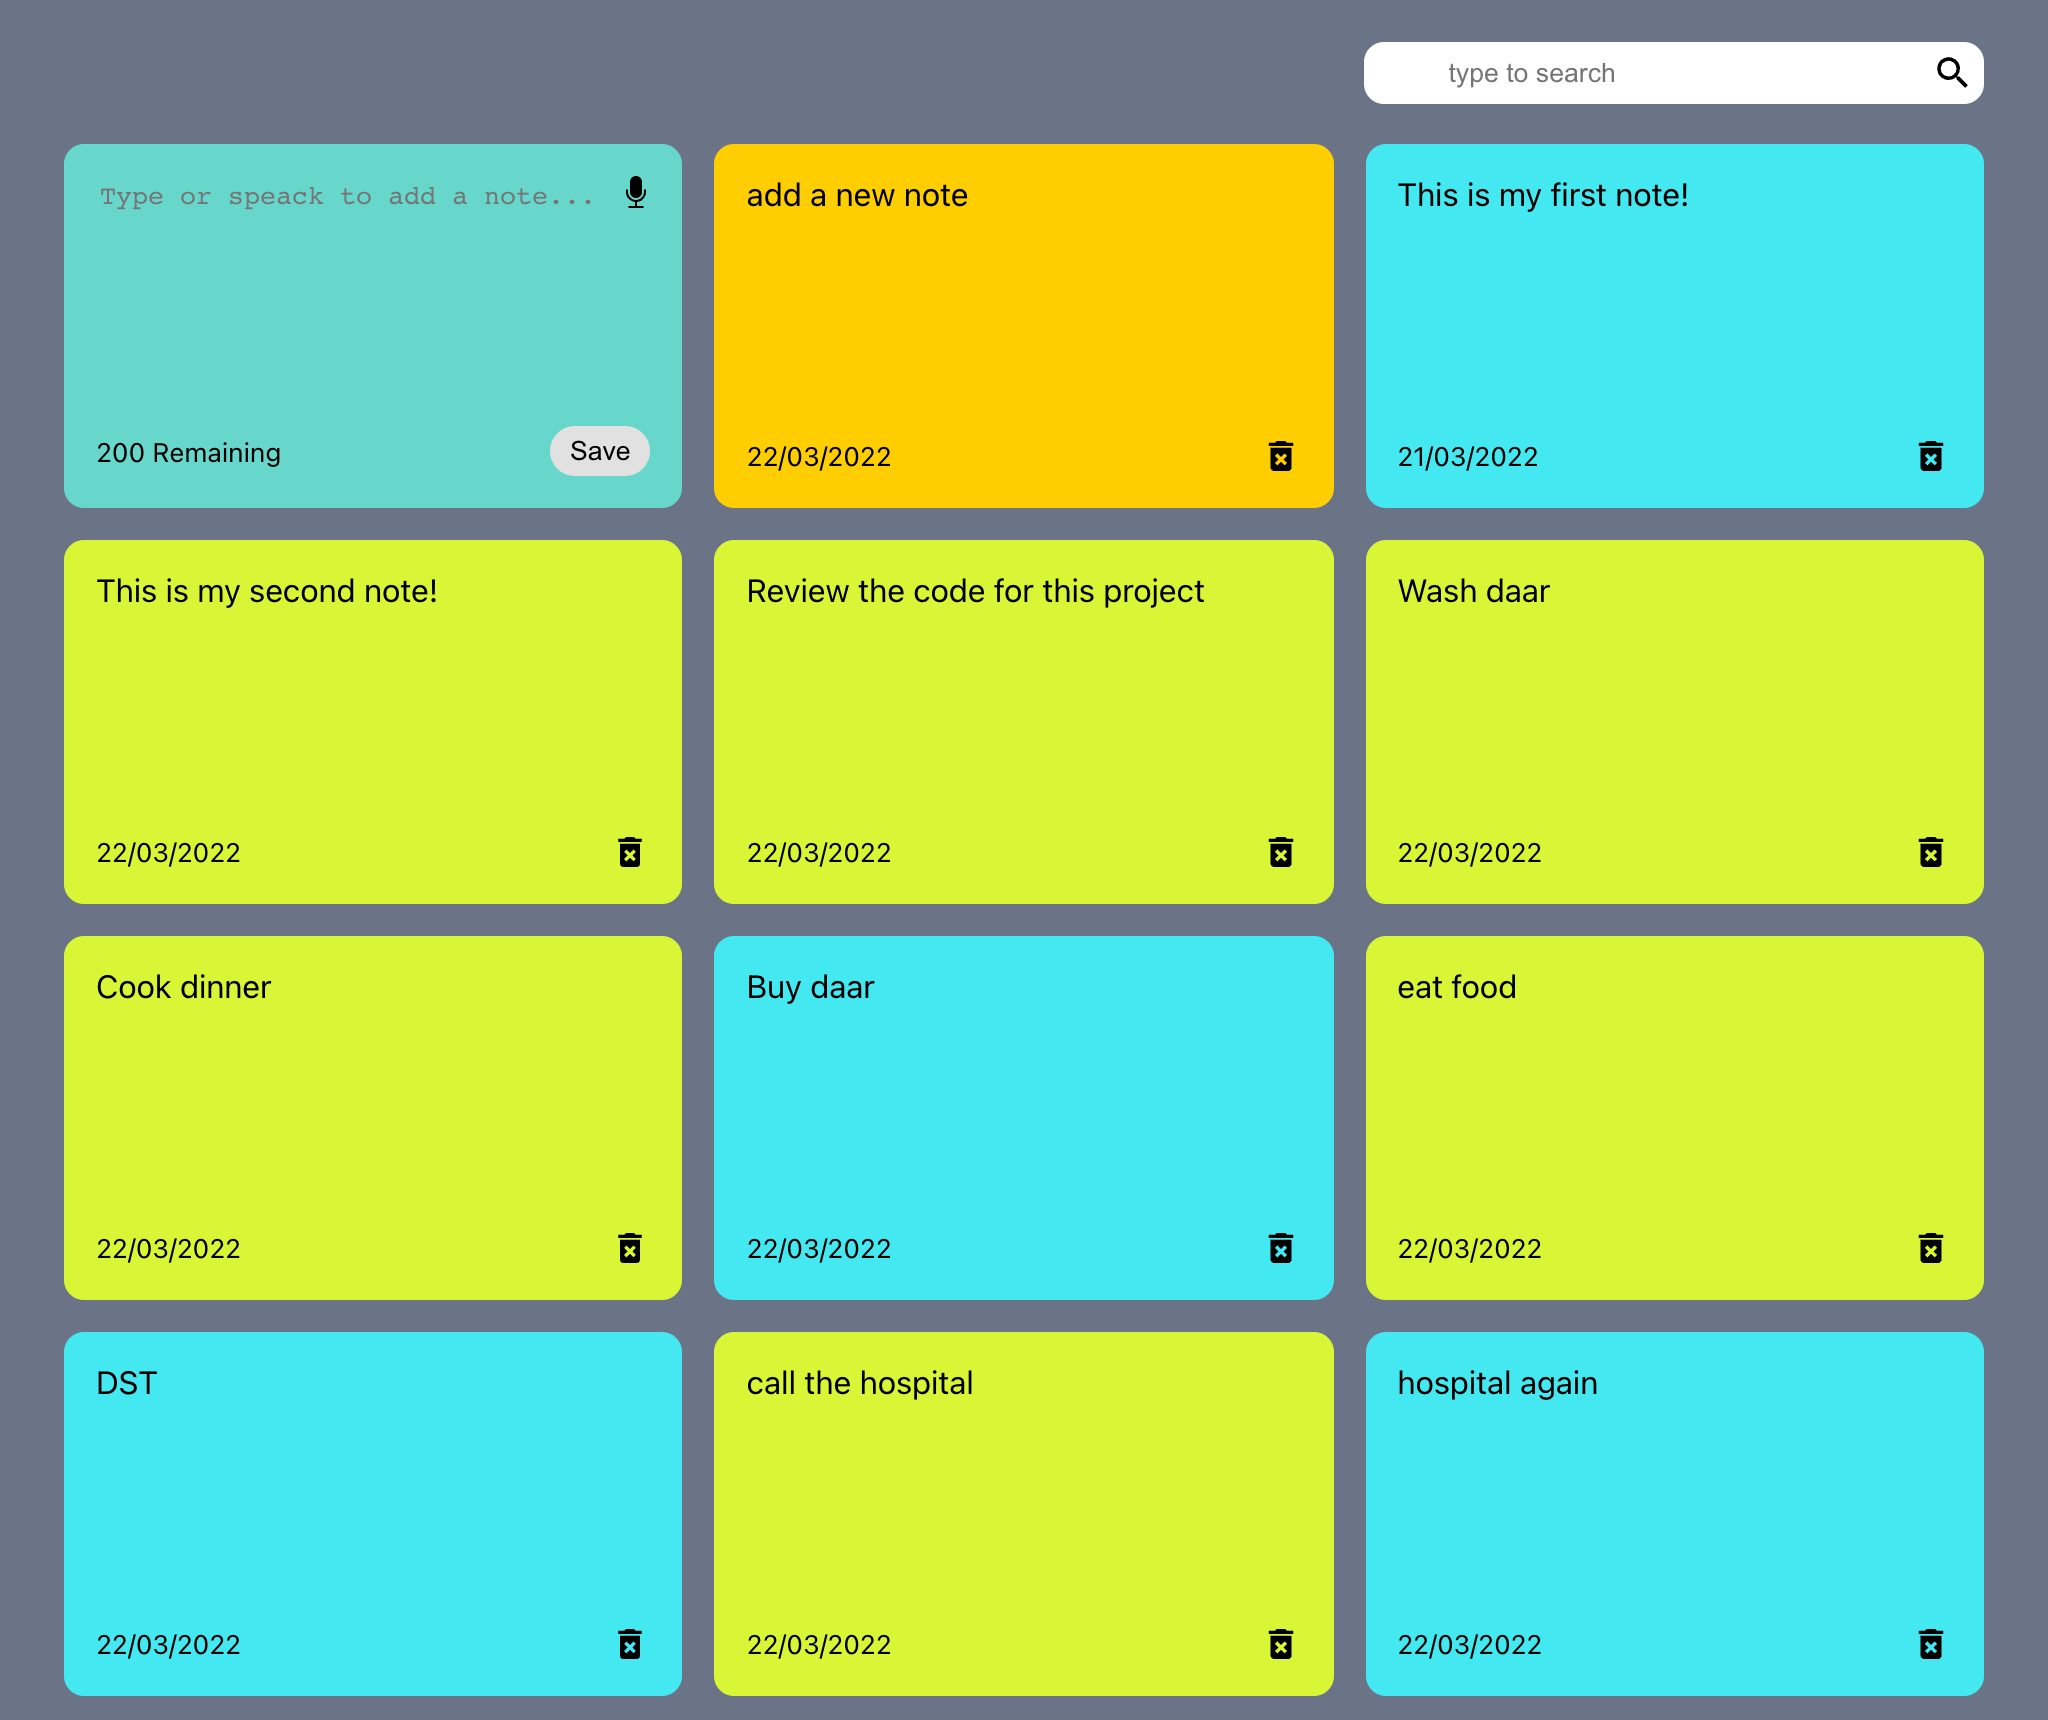 type to search
Type or speack to add a note...
200 Remaining
Save
add a new note
22/03/2022
This is my first note!
21/03/2022
This is my second note!
22/03/2022
Review the code for this project
22/03/2022
Wash daar
22/03/2022
Cook dinner
22/03/2022
Buy daar
22/03/2022
eat food
22/03/2022
DST
22/03/2022
call the hospital
22/03/2022
hospital again
22/03/2022